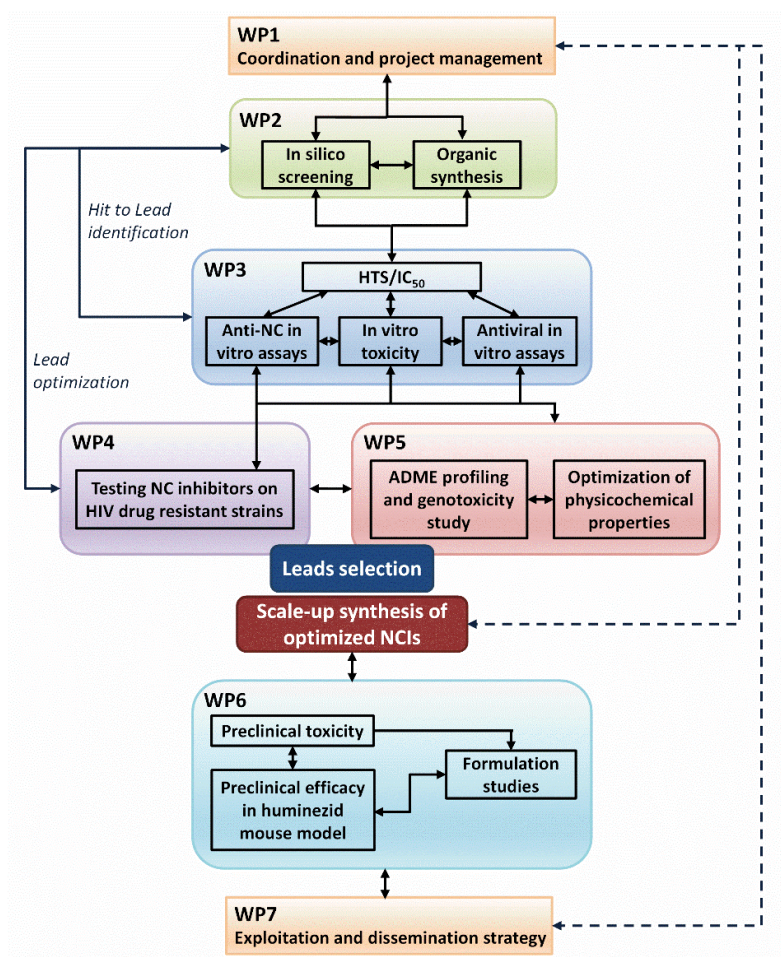 WP1
Coordination and project management
WP2
In silico
screening
Organic
synthesis
Hit to Lead
identification
WP3
HTS/IC50
Anti-NC in
vitro assays
In vitro
toxicity
Antiviral in
vitro assays
Lead
optimization
WP4
Testing NC inhibitors on
HIV drug resistant strains
WP5
ADME profiling
and genotoxicity
study
Optimization of
physicochemical
properties
Leads selection
Scale-up synthesis of
optimized NCIs
WP6
Preclinical toxicity
Preclinical efficacy
in huminezid
mouse model
Formulation
studies
WP7
Exploitation and dissemination strategy